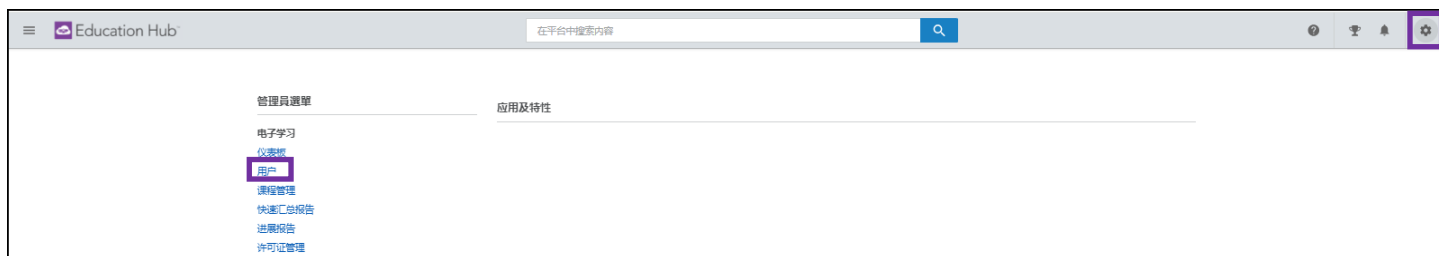 Education Hub
在平台中搜索内容
管理員選單
应用及特性
电子学习
仪表板
用户
课程管理
快速汇总报告
进展报告
许可证管理